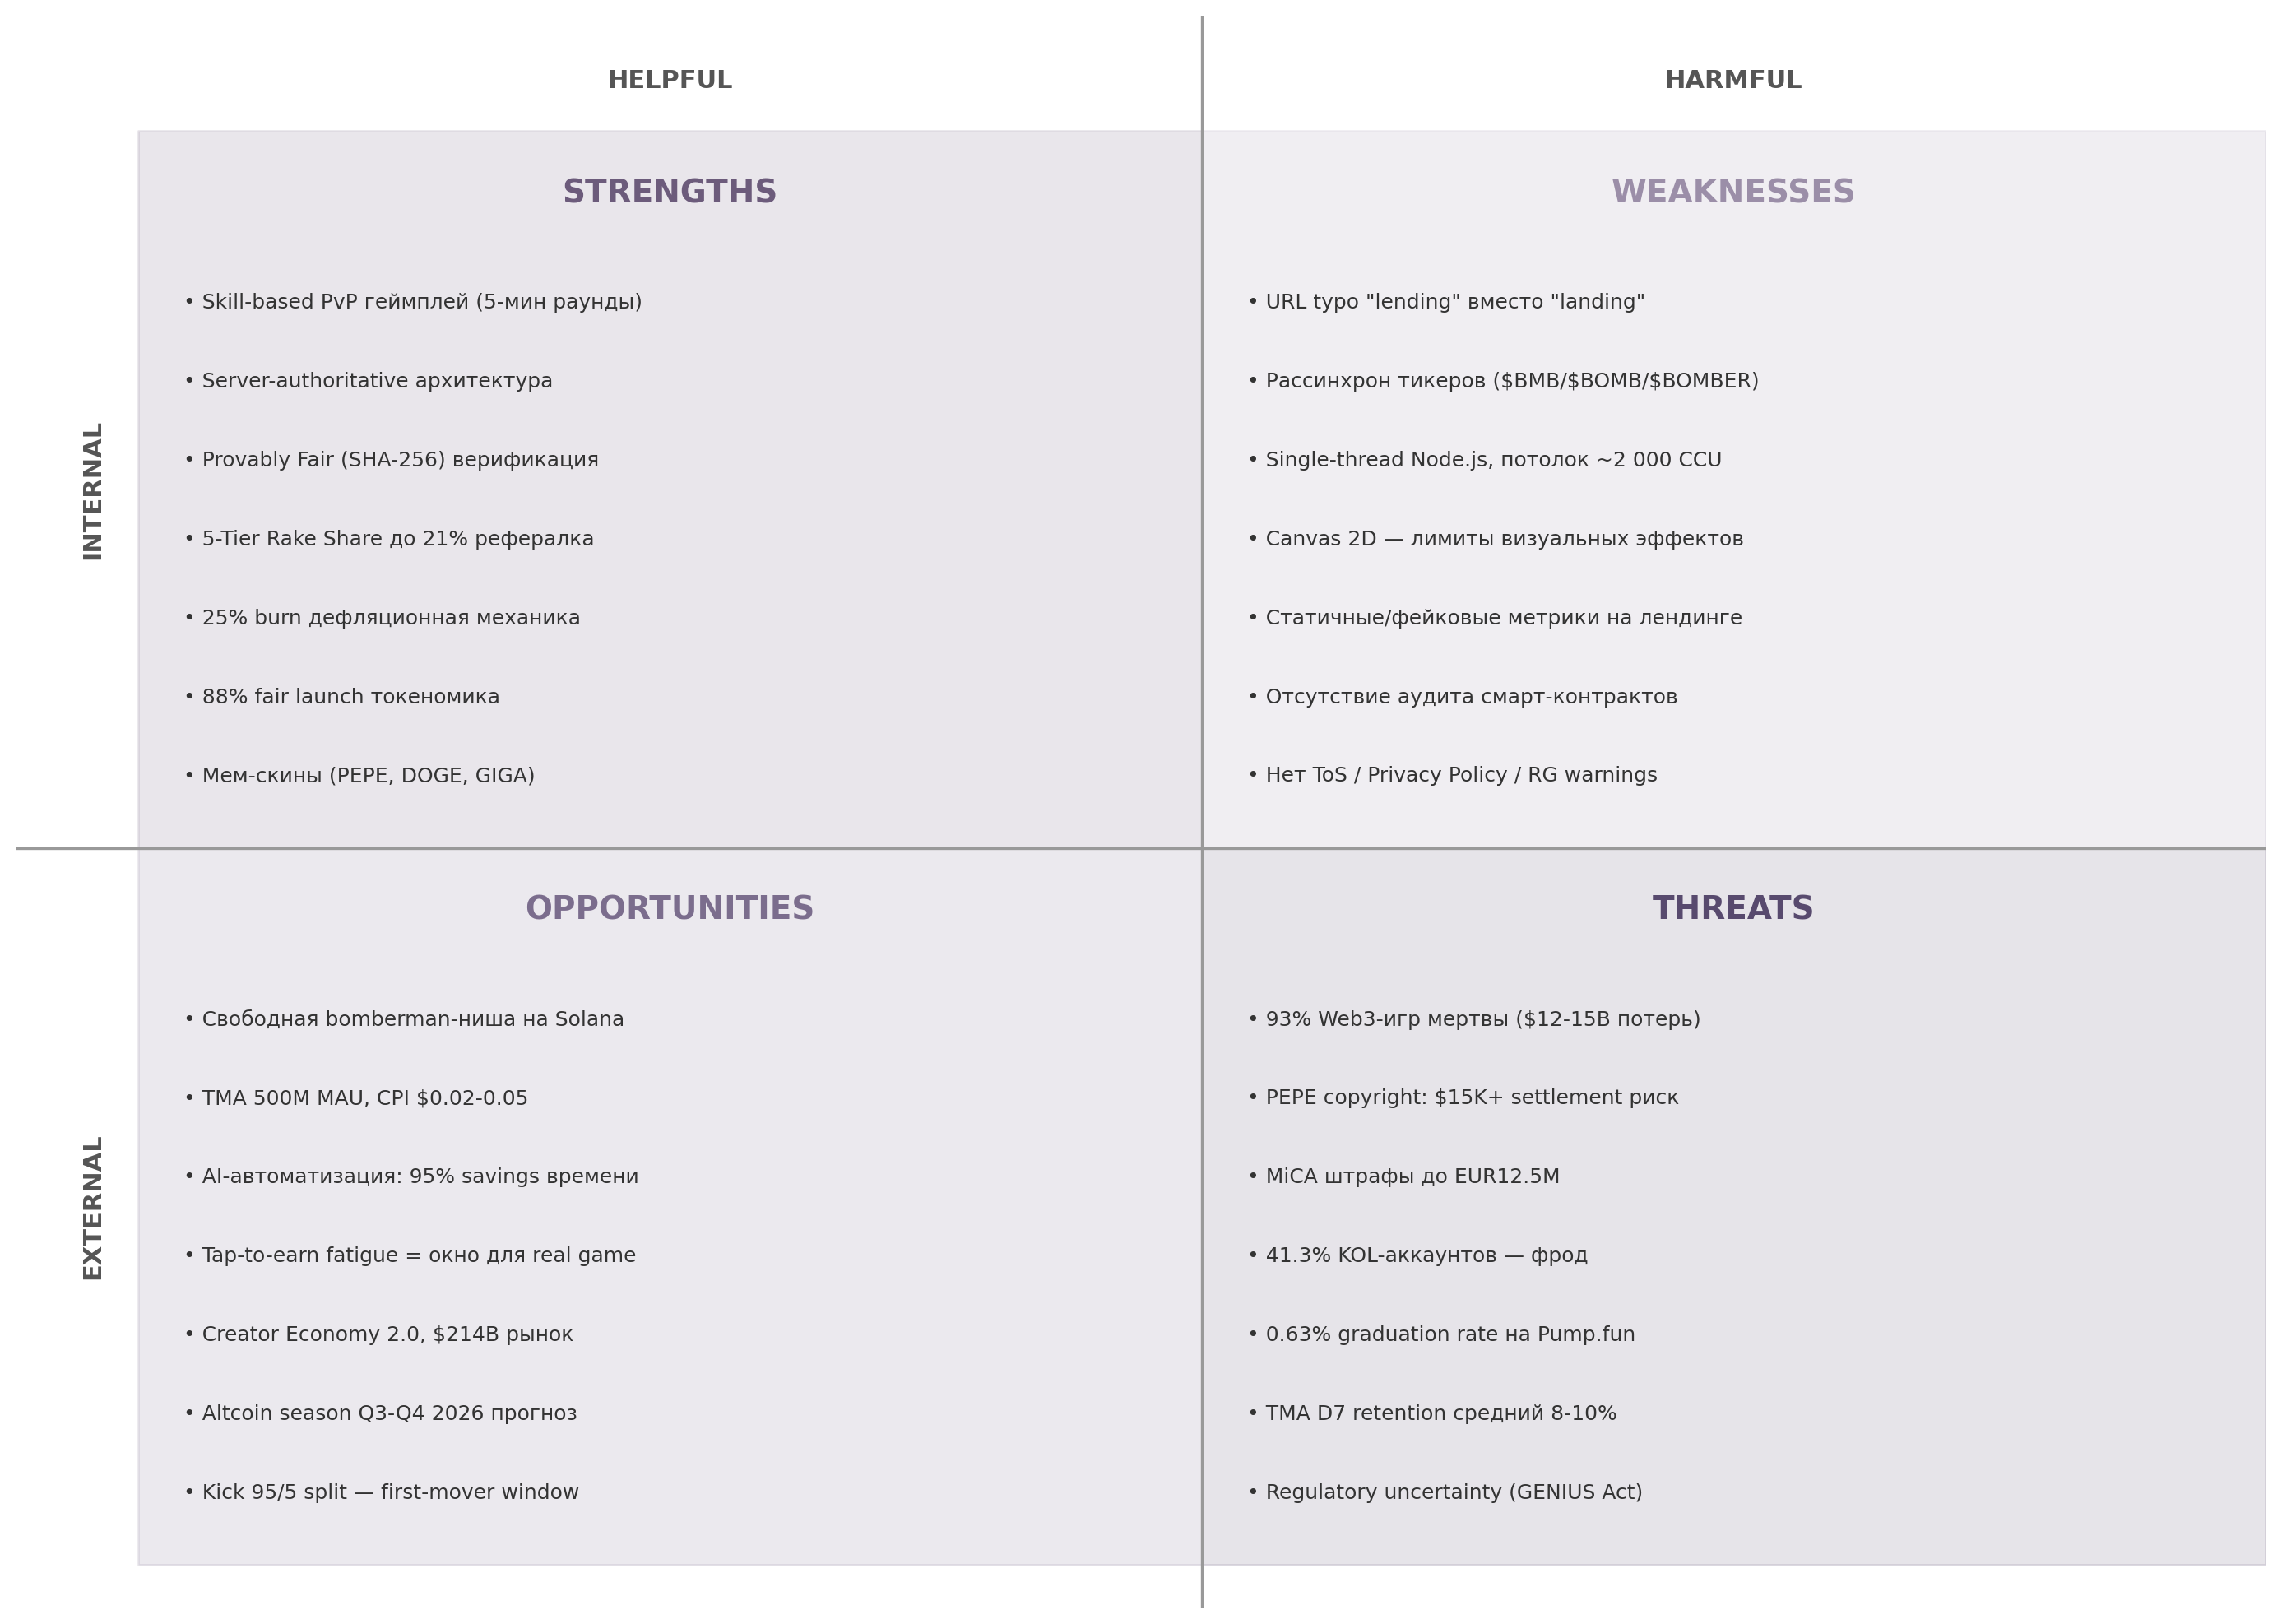 HELPFUL
HARMFUL
INTERNAL
STRENGTHS
• Skill-based PvP геймплей (5-мин раунды)
• Server-authoritative архитектура
• Provably Fair (SHA-256) верификация
• 5-Tier Rake Share до 21% рефералка
• 25% burn дефляционная механика
• 88% fair launch токеномика
• Мем-скины (PEPE, DOGE, GIGA)
WEAKNESSES
• URL typo "lending" вместо "landing"
• Рассинхрон тикеров ($BMB/$BOMB/$BOMBER)
• Single-thread Node.js, потолок ~2 000 CCU
• Canvas 2D — лимиты визуальных эффектов
• Статичные/фейковые метрики на лендинге
• Отсутствие аудита смарт-контрактов
• Нет ToS / Privacy Policy / RG warnings
EXTERNAL
OPPORTUNITIES
• Свободная bomberman-ниша на Solana
• TMA 500M MAU, CPI $0.02-0.05
• AI-автоматизация: 95% savings времени
• Tap-to-earn fatigue = окно для real game
• Creator Economy 2.0, $214B рынок
• Altcoin season Q3-Q4 2026 прогноз
• Kick 95/5 split — first-mover window
THREATS
• 93% Web3-игр мертвы ($12-15B потерь)
• PEPE copyright: $15K+ settlement риск
• MiCA штрафы до EUR12.5M
• 41.3% KOL-аккаунтов — фрод
• 0.63% graduation rate на Pump.fun
• TMA D7 retention средний 8-10%
• Regulatory uncertainty (GENIUS Act)